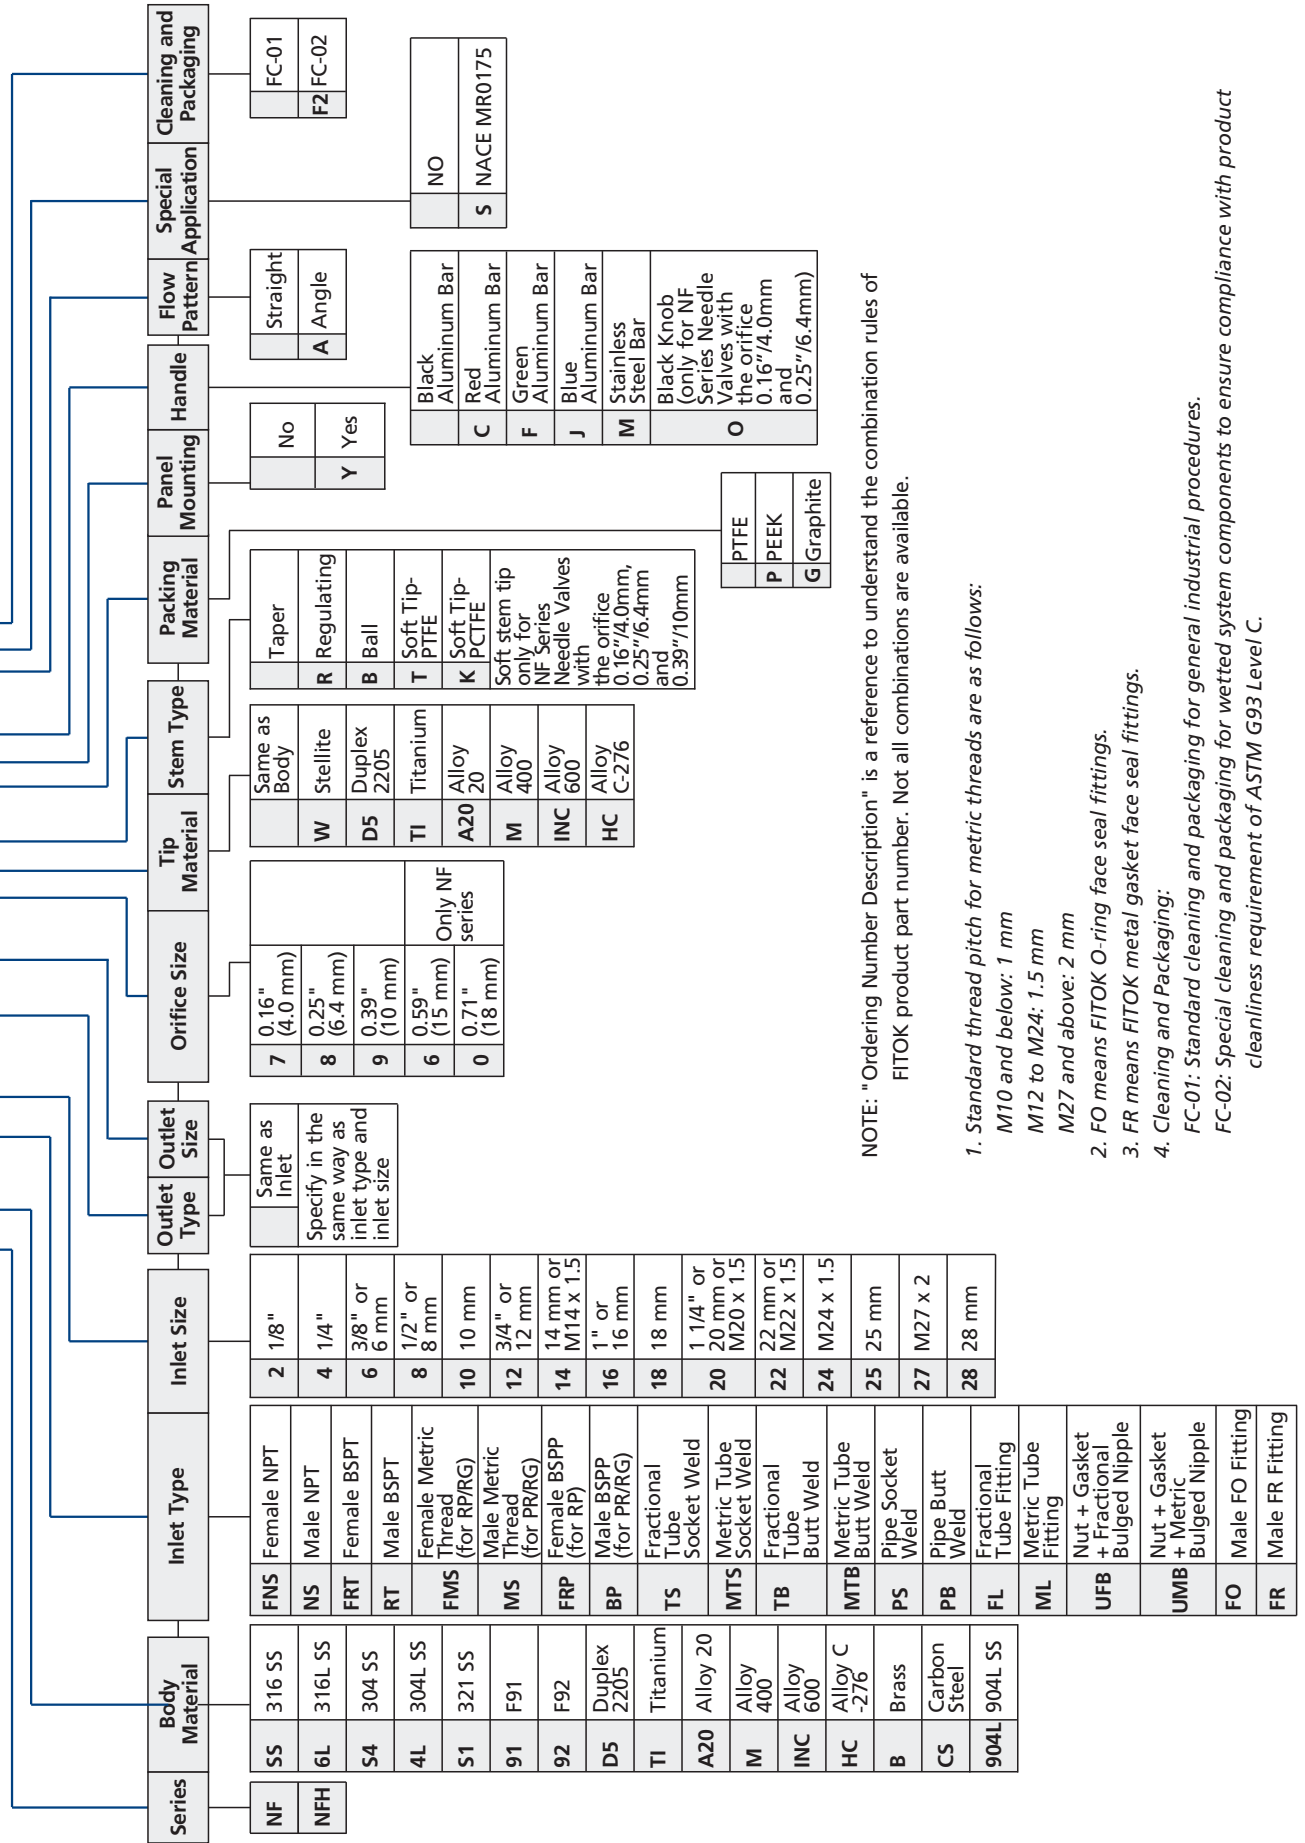 Series
NF
NFH
Body
Material
SS 316 SS
6L 316L SS
S4 304 SS
4L 304L SS
S1 321 SS
91 F91
92 F92
D5 Duplex
2205
TI Titanium
A20 Alloy 20
M Alloy
400
INC Alloy
600
HC Alloy C
-276
B Brass
CS Carbon
Steel
904L 904L SS
Inlet Type
FNS Female NPT
NS Male NPT
FRT Female BSPT
RT Male BSPT
FMS Female Metric
Thread
(for RP/RG)
MS Male Metric
Thread
(for PR/RG)
FRP Female BSPP
(for RP)
BP Male BSPP
(for PR/RG)
TS Fractional
Tube
Socket Weld
MTS Metric Tube
Socket Weld
TB Fractional
Tube
Butt Weld
MTB Metric Tube
Butt Weld
PS Pipe Socket
Weld
PB Pipe Butt
Weld
FL Fractional
Tube Fitting
ML Metric Tube
Fitting
UFB Nut + Gasket
+ Fractional
Bulged Nipple
UMB Nut + Gasket
+ Metric
Bulged Nipple
FO Male FO Fitting
FR Male FR Fitting
Inlet Size
2 1/8"
4 1/4"
6 3/8" or
6 mm
8 1/2" or
8 mm
10 10 mm
12 3/4" or
12 mm
14 14 mm or
M14 x 1.5
16 1" or
16 mm
18 18 mm
20 1 1/4" or
20 mm or
M20 x 1.5
22 22 mm or
M22 x 1.5
24 M24 x 1.5
25 25 mm
27 M27 x 2
28 28 mm
Outlet
Type
Outlet
Size
Same as
Inlet
Specify in the
same way as
inlet type and
inlet size
Orifice Size
7 0.16"
(4.0 mm)
8 0.25"
(6.4 mm)
9 0.39"
(10 mm)
6 0.59"
(15 mm)
0 0.71"
(18 mm)
Only NF
series
Tip
Material
Same as
Body
W Stellite
D5 Duplex
2205
TI Titanium
A20 Alloy
20
M Alloy
400
INC Alloy
600
HC Alloy
C-276
Stem Type
Taper
R Regulating
B Ball
T Soft Tip-
PTFE
K Soft Tip-
PCTFE
Soft stem tip
only for
NF Series
Needle Valves
with
the orifice
0.16"/4.0mm,
0.25"/6.4mm
and
0.39"/10mm
Packing
Material
PTFE
P PEEK
G Graphite
Panel
Mounting
No
Y Yes
Handle
Black
Aluminum Bar
C Red
Aluminum Bar
F Green
Aluminum Bar
J Blue
Aluminum Bar
M Stainless
Steel Bar
O Black Knob
(only for NF
Series Needle
Valves with
the orifice
0.16"/4.0mm
and
0.25"/6.4mm)
Flow
Pattern
Straight
A Angle
Special
Application
NO
S NACE MR0175
Cleaning and
Packaging
FC-01
F2 FC-02
NOTE: "Ordering Number Description" is a reference to understand the combination rules of
FITOK product part number. Not all combinations are available.
1. Standard thread pitch for metric threads are as follows:
M10 and below: 1 mm
M12 to M24: 1.5 mm
M27 and above: 2 mm
2. FO means FITOK O-ring face seal fittings.
3. FR means FITOK metal gasket face seal fitttings.
4. Cleaning and Packaging:
FC-01: Standard cleaning and packaging for general industrial procedures.
FC-02: Special cleaning and packaging for wetted system components to ensure compliance with product
cleanliness requirement of ASTM G93 Level C.